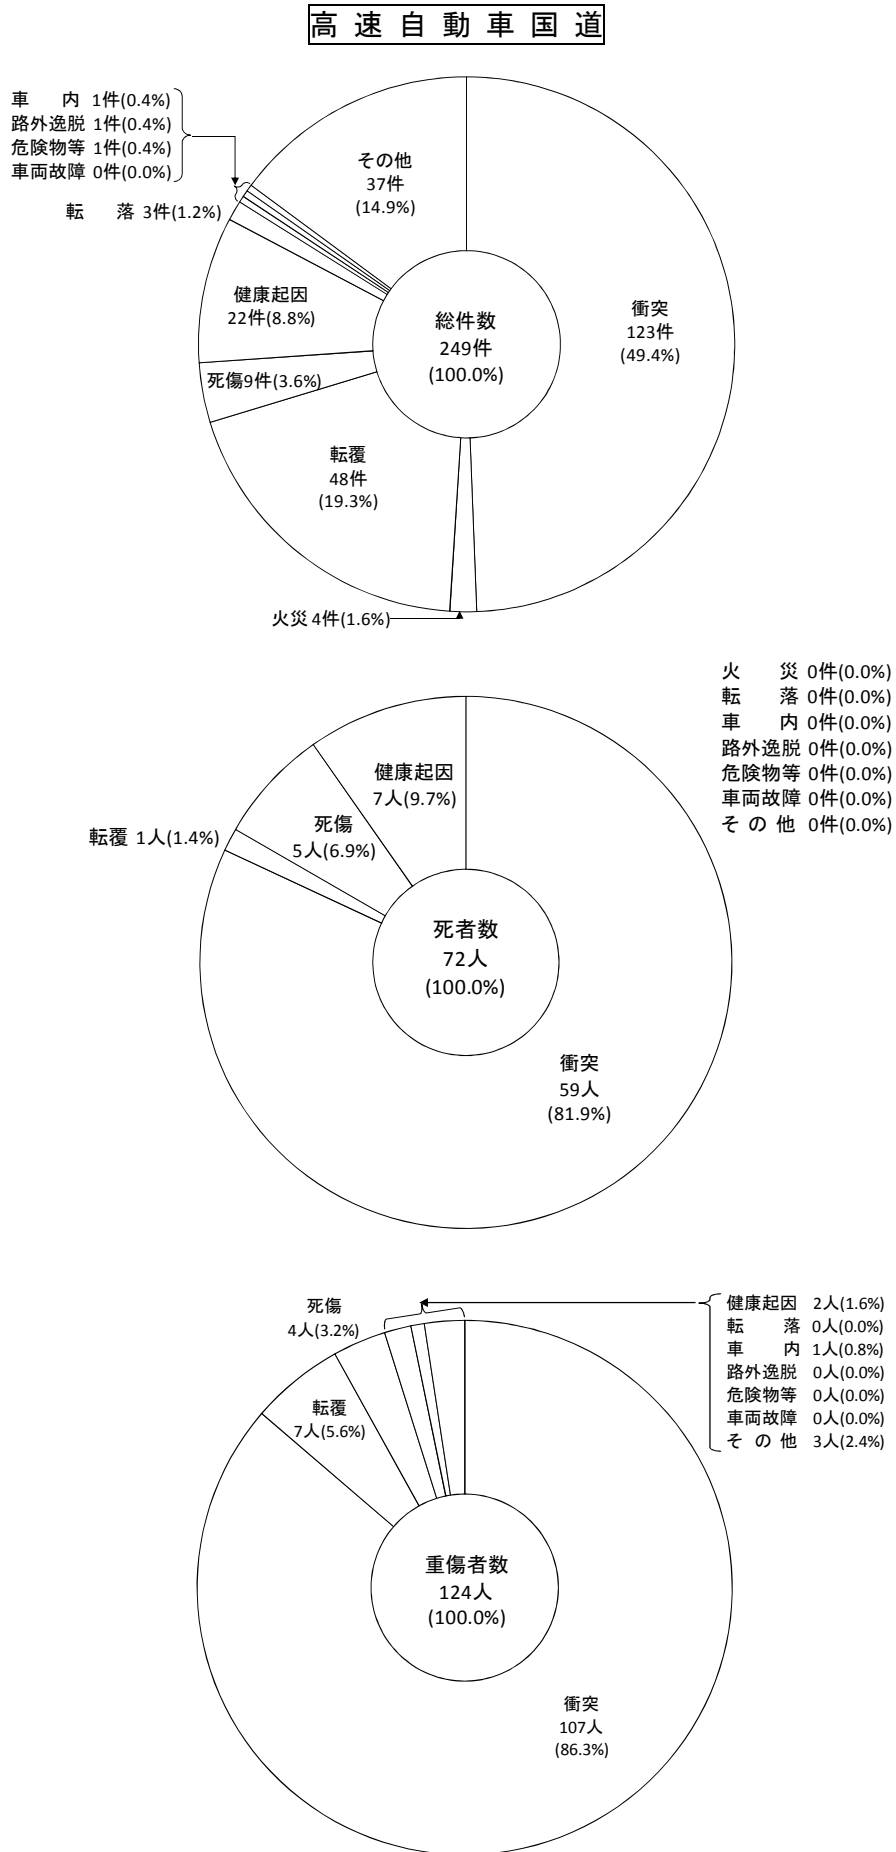 高速自動車国道
車内 1件(0.4%)
路外逸脱 1件(0.4%)
危険物等 1件(0.4%)
車両故障 0件(0.0%)
転落 3件(1.2%)
その他
37件
(14.9%)
健康起因
22件(8.8%)
死傷9件(3.6%)
転覆
48件
(19.3%)
火災 4件(1.6%)
総件数
249件
(100.0%)
衝突
123件
(49.4%)
火災 0件(0.0%)
転落 0件(0.0%)
車内 0件(0.0%)
路外逸脱 0件(0.0%)
危険物等 0件(0.0%)
車両故障 0件(0.0%)
その他 0件(0.0%)
健康起因
7人(9.7%)
死傷
5人(6.9%)
転覆 1人(1.4%)
死者数
72人
(100.0%)
衝突
59人
(81.9%)
健康起因 2人(1.6%)
転落 0人(0.0%)
車内 1人(0.8%)
路外逸脱 0人(0.0%)
危険物等 0人(0.0%)
車両故障 0人(0.0%)
その他 3人(2.4%)
死傷
4人(3.2%)
転覆
7人(5.6%)
重傷者数
124人
(100.0%)
衝突
107人
(86.3%)